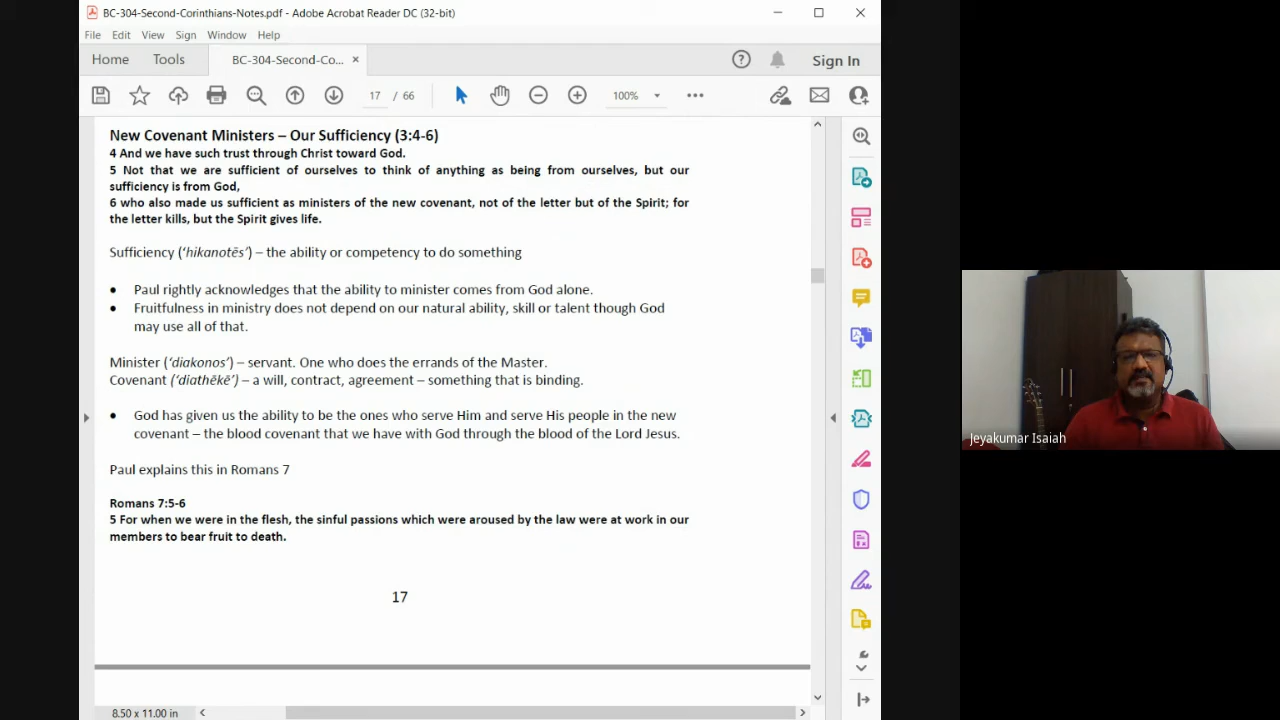 BC-304-Second-Corinthians-Notes.pdf - Adobe Acrobat Reader DC (32-bit)
File Edit View Sign Window Help
Home Tools BC-304-Second-Co... × Sign In
17 / 66 100%
New Covenant Ministers – Our Sufficiency (3:4-6)
4 And we have such trust through Christ toward God.
5 Not that we are sufficient of ourselves to think of anything as being from ourselves, but our
sufficiency is from God,
6 who also made us sufficient as ministers of the new covenant, not of the letter but of the Spirit; for
the letter kills, but the Spirit gives life.
Sufficiency (‘hikanotēs’) – the ability or competency to do something
• Paul rightly acknowledges that the ability to minister comes from God alone.
• Fruitfulness in ministry does not depend on our natural ability, skill or talent though God
may use all of that.
Minister (‘diakonos’) – servant. One who does the errands of the Master.
Covenant (‘diathēkē’) – a will, contract, agreement – something that is binding.
• God has given us the ability to be the ones who serve Him and serve His people in the new
covenant – the blood covenant that we have with God through the blood of the Lord Jesus.
Paul explains this in Romans 7
Romans 7:5-6
5 For when we were in the flesh, the sinful passions which were aroused by the law were at work in our
members to bear fruit to death.
17
8.50 x 11.00 in
Jeyakumar Isaiah